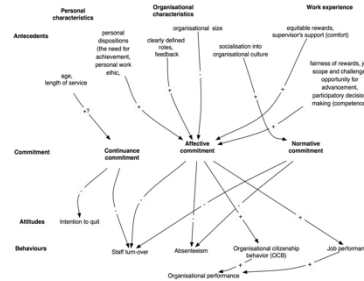 Personal characteristics
Organisational characteristics
Work experience
Antecedents
personal dispositions (the need for achievement, personal work ethic,
clearly defined roles, feedback
organisational size
socialisation into organisational culture
equitable rewards, supervisor's support (comfort)
age, length of service
fairness of rewards, scope and challenge opportunity for advancement, participatory decision making (competence
+?
+
+
-
+
+
+
Commitment
Continuance commitment
Affective commitment
Normative commitment
Attitudes
Intention to quit
Behaviours
Staff turn-over
Absenteeism
Organisational citizenship behavior (OCB)
Job performan
Organisational performance
+
+